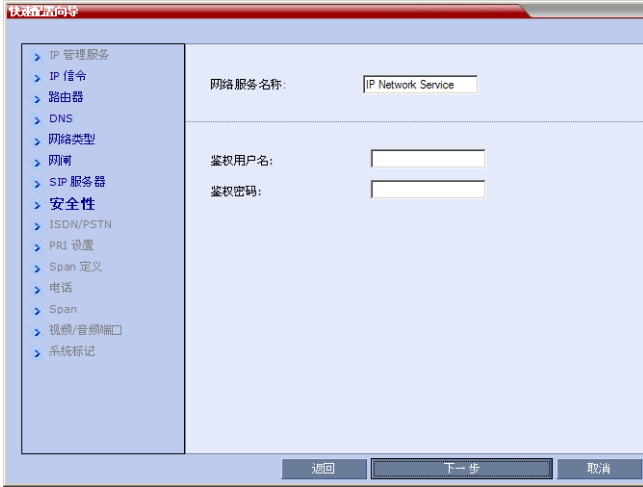 快速配置向导
IP 管理服务
IP 信令
路由器
DNS
网络类型
网闸
SIP 服务器
安全性
ISDN/PSTN
PRI 设置
Span 定义
电话
Span
视频/音频端口
系统标记
网络服务名称:
IP Network Service
鉴权用户名:
鉴权密码:
返回
下一步
取消